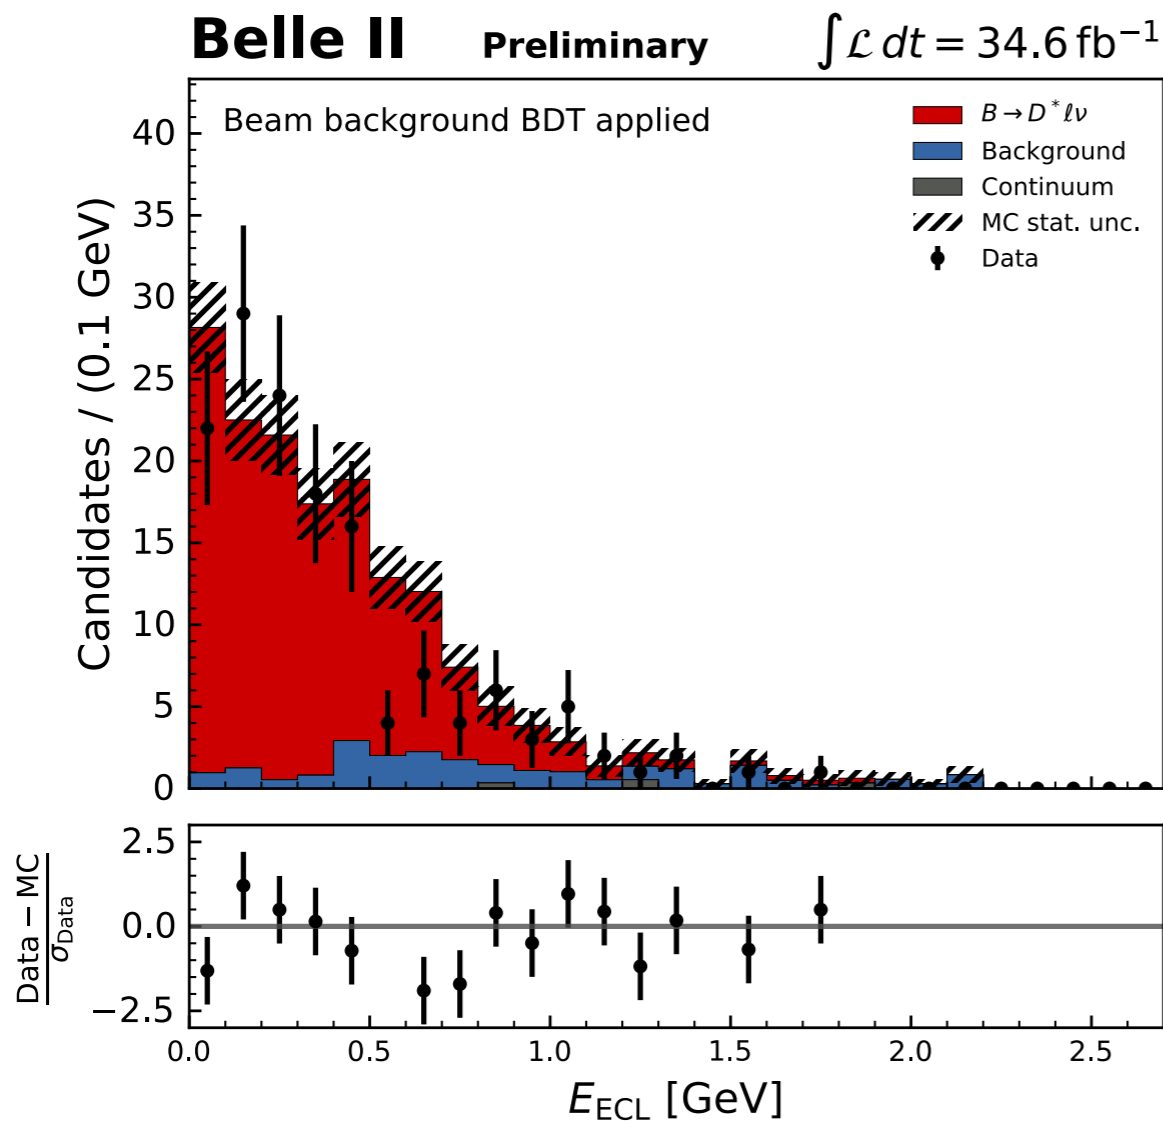 Belle II Preliminary ∫ℒ dt = 34.6 fb⁻¹
Beam background BDT applied
B → D*ℓν
Background
Continuum
MC stat. unc.
Data
Candidates / (0.1 GeV)
40
35
30
25
20
15
10
5
0
Data − MC
σData
2.5
0.0
−2.5
0.0 0.5 1.0 1.5 2.0 2.5
EECL [GeV]